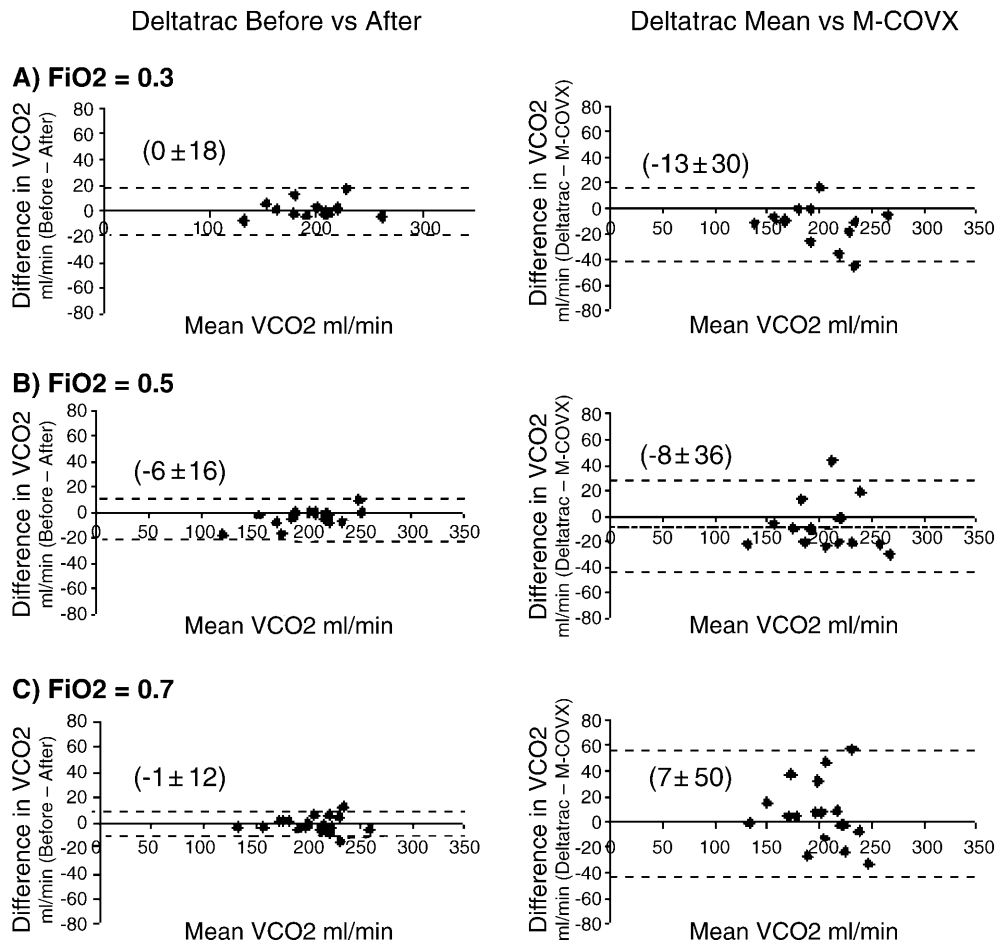 Deltatrac Before vs After
Deltatrac Mean vs M-COVX
A) FiO2 = 0.3
Difference in VCO2
ml/min (Before – After)
80
60
40
20
0
-20
-40
-60
-80
(0 ± 18)
0 100 200 300
Mean VCO2 ml/min
Difference in VCO2
ml/min (Deltatrac – M-COVX)
80
60
40
20
0
-20
-40
-60
-80
(-13 ± 30)
0 50 100 150 200 250 300 350
Mean VCO2 ml/min
B) FiO2 = 0.5
Difference in VCO2
ml/min (Before – After)
80
60
40
20
0
-20
-40
-60
-80
(-6 ± 16)
0 50 100 150 200 250 300 350
Mean VCO2 ml/min
Difference in VCO2
ml/min (Deltatrac – M-COVX)
80
60
40
20
0
-20
-40
-60
-80
(-8 ± 36)
0 50 100 150 200 250 300 350
Mean VCO2 ml/min
C) FiO2 = 0.7
Difference in VCO2
ml/min (Before – After)
80
60
40
20
0
-20
-40
-60
-80
(-1 ± 12)
0 50 100 150 200 250 300 350
Mean VCO2 ml/min
Difference in VCO2
ml/min (Deltatrac – M-COVX)
80
60
40
20
0
-20
-40
-60
-80
(7 ± 50)
0 50 100 150 200 250 300 350
Mean VCO2 ml/min